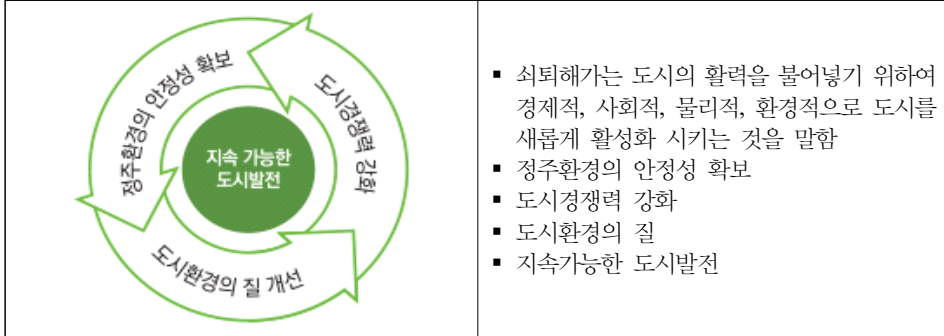 정주환경의 안정성 확보
도시경쟁력 강화
지속 가능한
도시발전
도시환경의 질 개선
▪ 쇠퇴해가는 도시의 활력을 불어넣기 위하여
경제적, 사회적, 물리적, 환경적으로 도시를
새롭게 활성화 시키는 것을 말함
▪ 정주환경의 안정성 확보
▪ 도시경쟁력 강화
▪ 도시환경의 질
▪ 지속가능한 도시발전